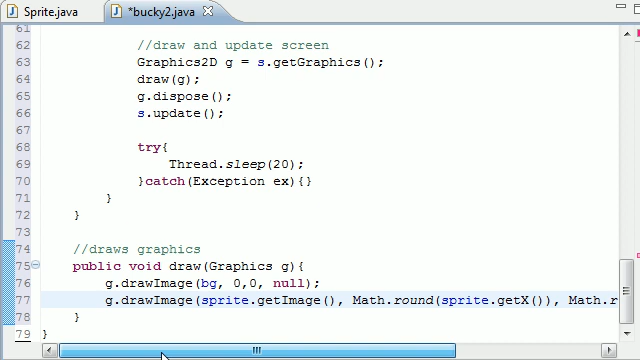 Sprite.java
*bucky2.java
61
62 //draw and update screen
63 Graphics2D g = s.getGraphics();
64 draw(g);
65 g.dispose();
66 s.update();
67
68 try{
69 Thread.sleep(20);
70 }catch(Exception ex){}
71 }
72 }
73
74 //draws graphics
75 public void draw(Graphics g){
76 g.drawImage(bg, 0,0, null);
77 g.drawImage(sprite.getImage(), Math.round(sprite.getX()), Math.r
78 }
79 }